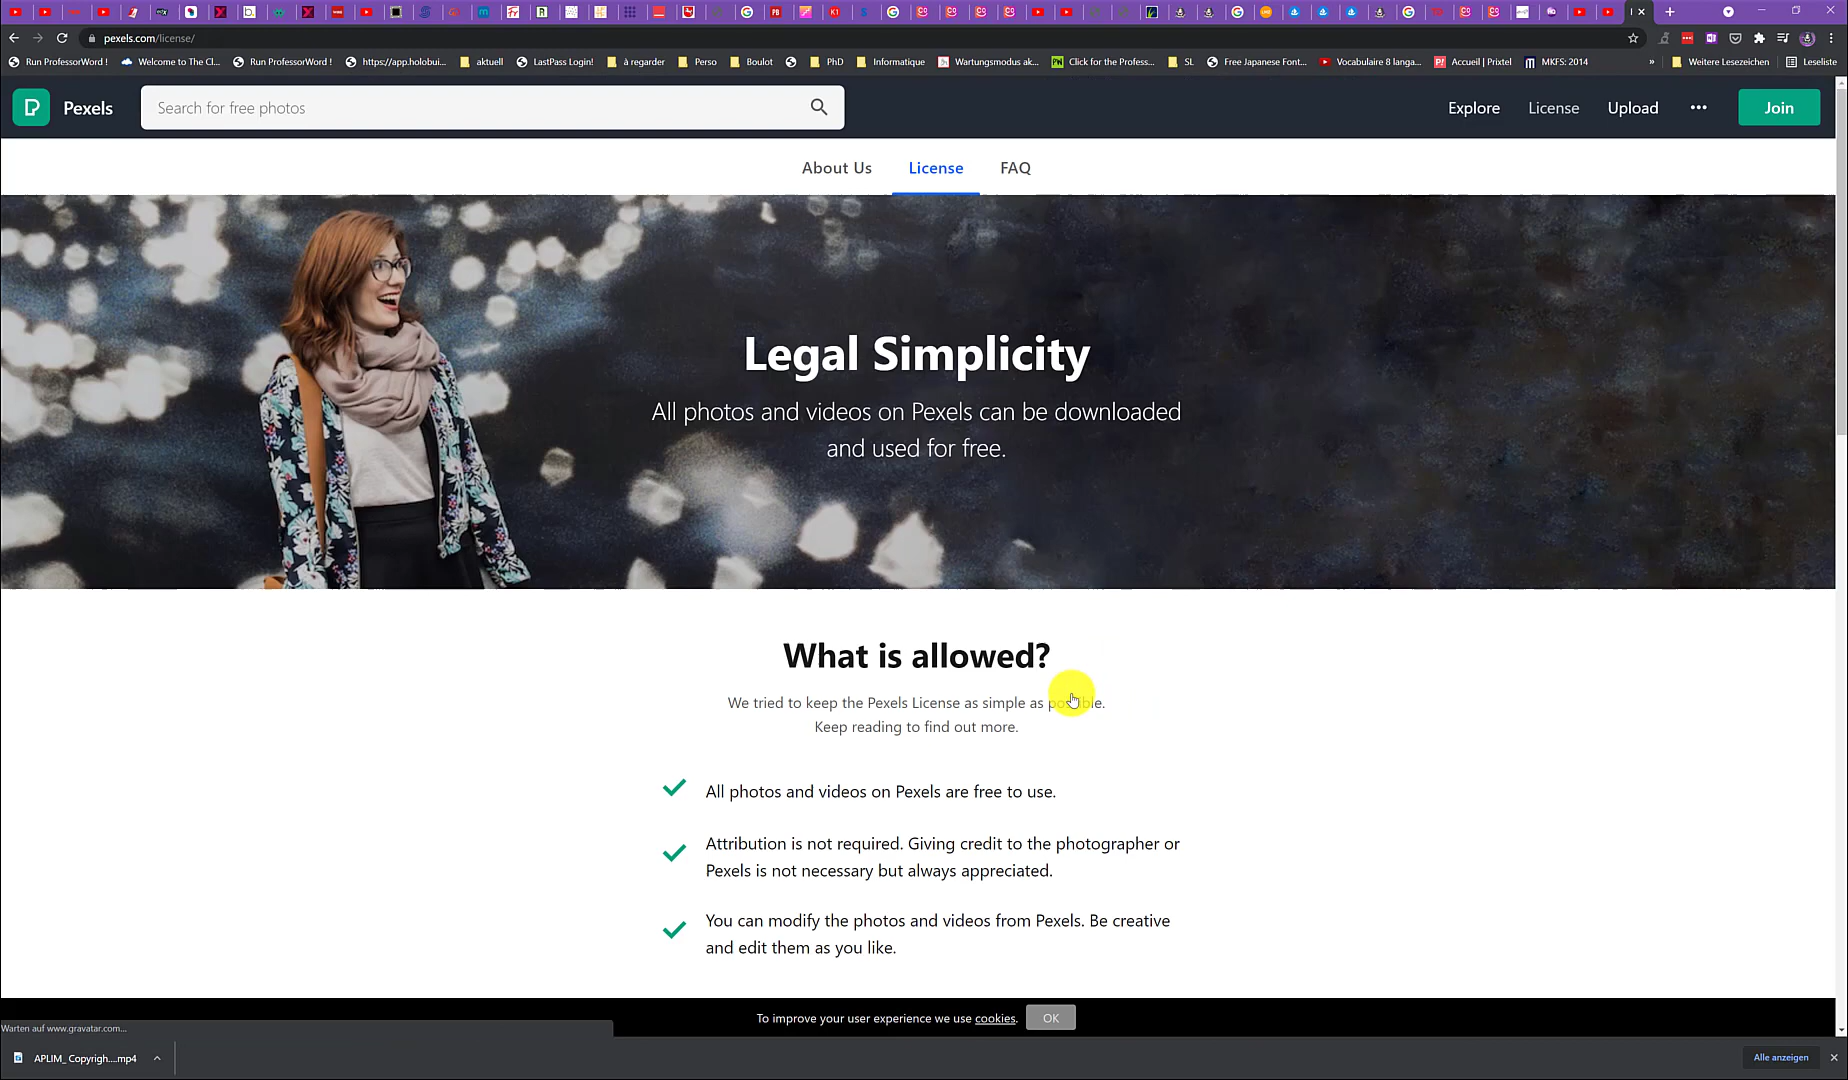 pexels.com/license/
Run ProfessorWord !
Welcome to The Cl...
Run ProfessorWord !
https://app.holobui...
aktuell
LastPass Login!
à regarder
Perso
Boulot
PhD
Informatique
Wartungsmodus ak...
Click for the Profess...
SL
Free Japanese Font...
Vocabulaire 8 langa...
Accueil | Prixtel
MKFS: 2014
»
Weitere Lesezeichen
Leseliste
Pexels
Search for free photos
Explore
License
Upload
Join
About Us
License
FAQ
Legal Simplicity
All photos and videos on Pexels can be downloaded
and used for free.
What is allowed?
We tried to keep the Pexels License as simple as possible.
Keep reading to find out more.
All photos and videos on Pexels are free to use.
Attribution is not required. Giving credit to the photographer or
Pexels is not necessary but always appreciated.
You can modify the photos and videos from Pexels. Be creative
and edit them as you like.
To improve your user experience we use cookies.
OK
Warten auf www.gravatar.com...
APLIM_ Copyrigh....mp4
Alle anzeigen